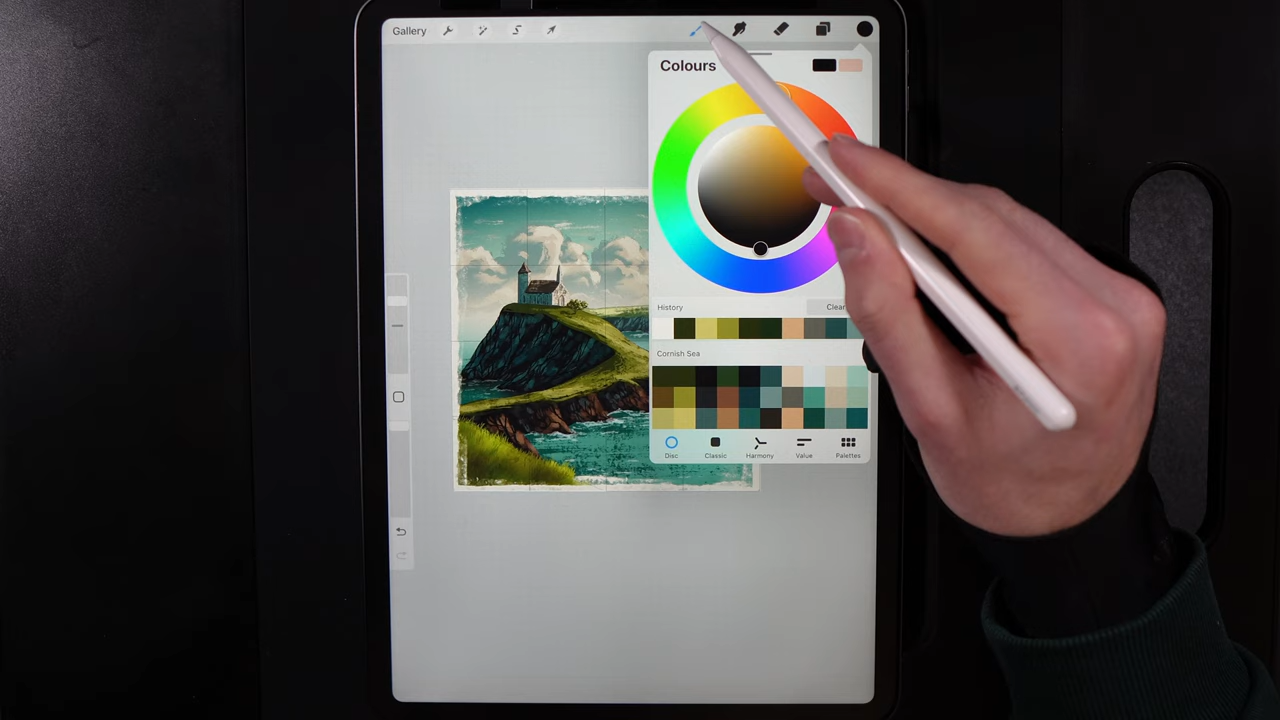 Gallery
Colours
History
Clear
Cornish Sea
Disc
Classic
Harmony
Value
Palettes